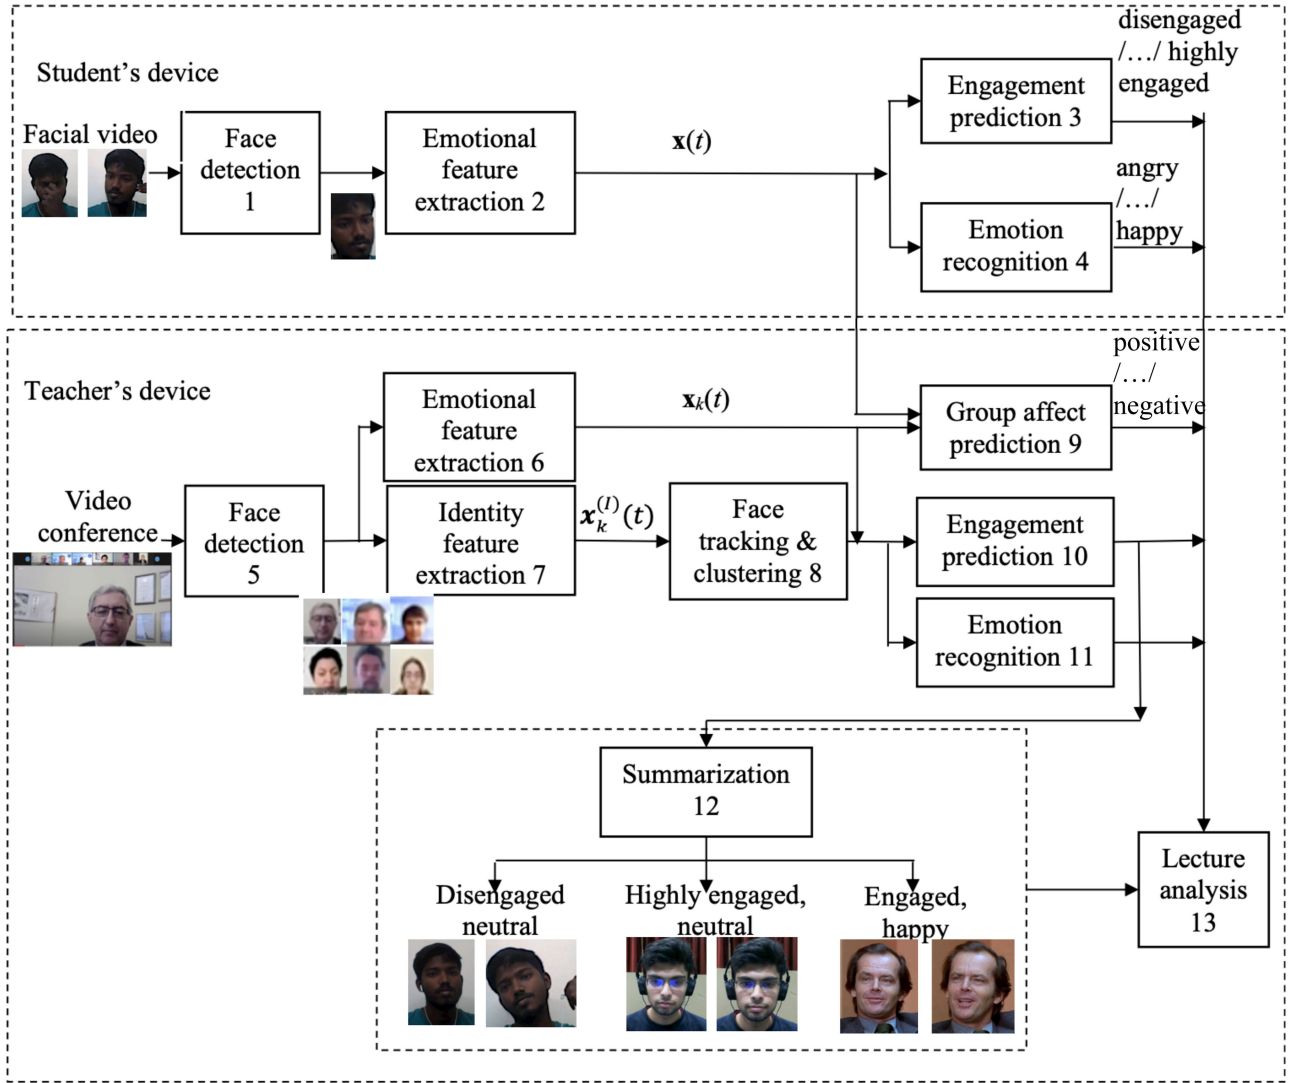 Student’s device
Facial video
Face
detection
1
Emotional
feature
extraction 2
x(t)
Engagement
prediction 3
disengaged
/…/ highly
engaged
Emotion
recognition 4
angry
/…/
happy
Teacher’s device
Video
conference
Face
detection
5
Emotional
feature
extraction 6
xk(t)
Identity
feature
extraction 7
xk(I)(t)
Face
tracking &
clustering 8
Group affect
prediction 9
positive
/…/
negative
Engagement
prediction 10
Emotion
recognition 11
Summarization
12
Disengaged
neutral
Highly engaged,
neutral
Engaged,
happy
Lecture
analysis
13